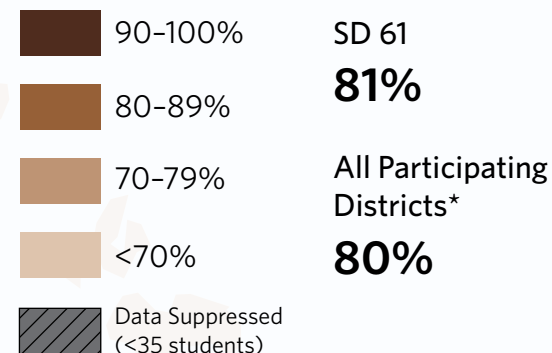 90–100%
80–89%
70–79%
<70%
Data Suppressed
(<35 students)
SD 61
81%
All Participating
Districts*
80%